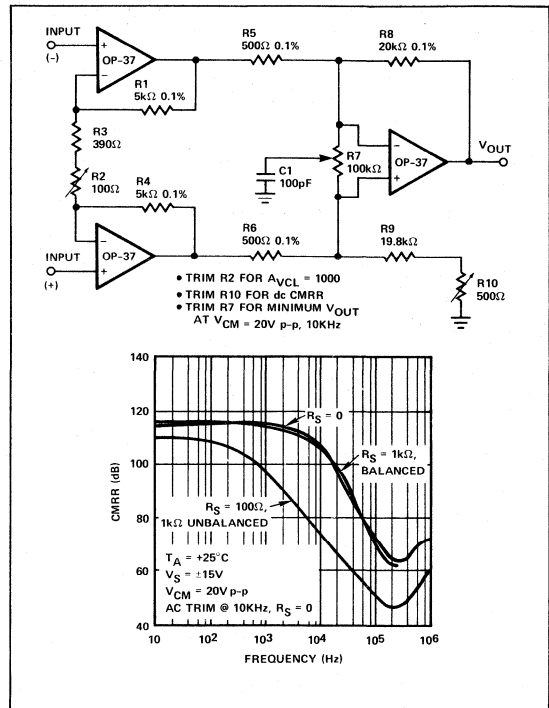 INPUT
(-)
OP-37
R1
5kΩ 0.1%
R3
390Ω
R2
100Ω
R4
5kΩ 0.1%
INPUT
(+)
OP-37
R5
500Ω 0.1%
R8
20kΩ 0.1%
C1
100pF
R7
100kΩ
OP-37
VOUT
R6
500Ω 0.1%
R9
19.8kΩ
R10
500Ω
• TRIM R2 FOR AVCL = 1000
• TRIM R10 FOR dc CMRR
• TRIM R7 FOR MINIMUM VOUT
AT VCM = 20V p-p, 10KHz
140
120
100
80
60
40
CMRR (dB)
RS = 0
RS = 1kΩ,
BALANCED
RS = 100Ω,
1kΩ UNBALANCED
TA = +25°C
VS = ±15V
VCM = 20V p-p
AC TRIM @ 10KHz, RS = 0
10 10² 10³ 10⁴ 10⁵ 10⁶
FREQUENCY (Hz)